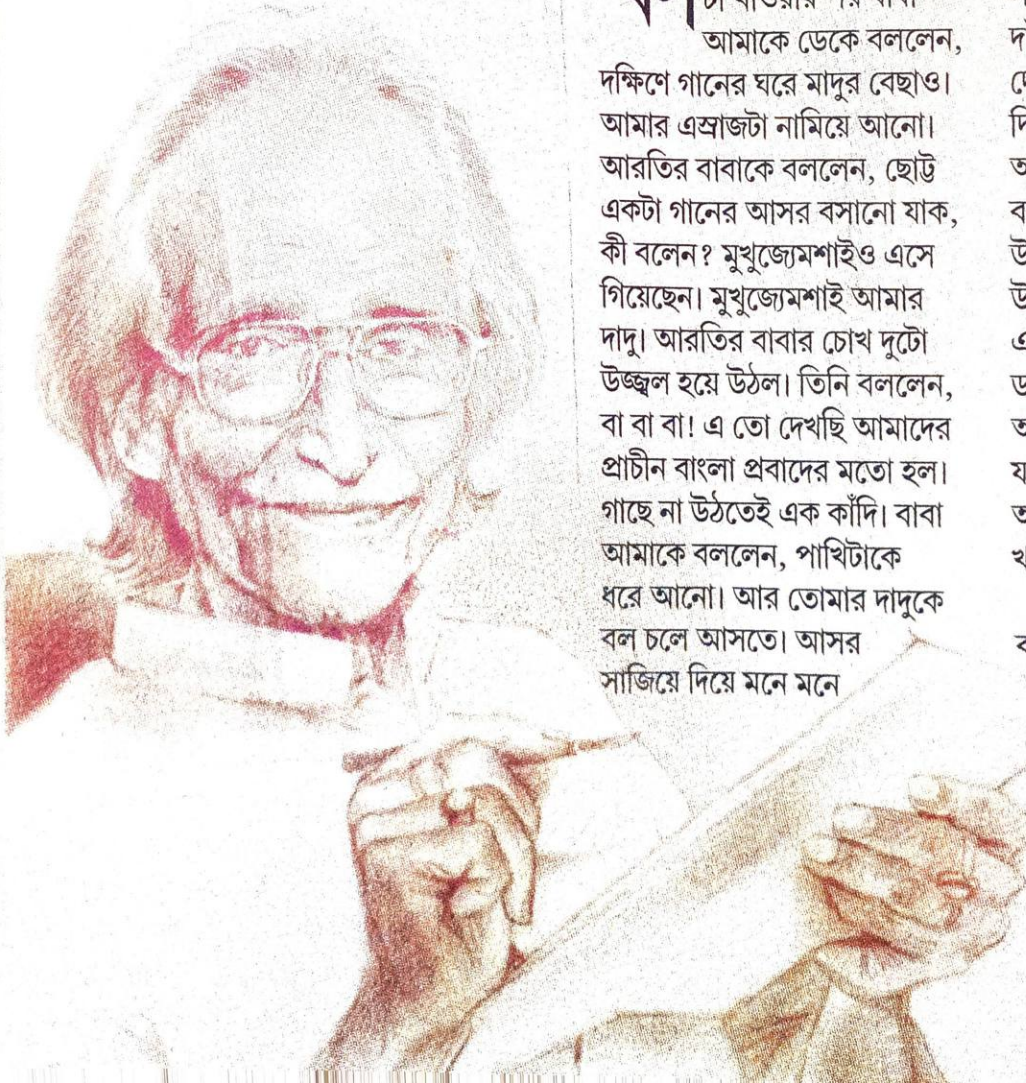 আমাকে ডেকে বললেন,
দক্ষিণে গানের ঘরে মাদুর বেছাও।
আমার এস্রাজটা নামিয়ে আনো।
আরতির বাবাকে বললেন, ছোট্ট
একটা গানের আসর বসানো যাক,
কী বলেন? মুখুজ্যেমশাইও এসে
গিয়েছেন। মুখুজ্যেমশাই আমার
দাদু। আরতির বাবার চোখ দুটো
উজ্জ্বল হয়ে উঠল। তিনি বললেন,
বা বা বা! এ তো দেখছি আমাদের
প্রাচীন বাংলা প্রবাদের মতো হল।
গাছে না উঠতেই এক কাঁদি। বাবা
আমাকে বললেন, পাখিটাকে
ধরে আনো। আর তোমার দাদুকে
বল চলে আসতে। আসর
সাজিয়ে দিয়ে মনে মনে